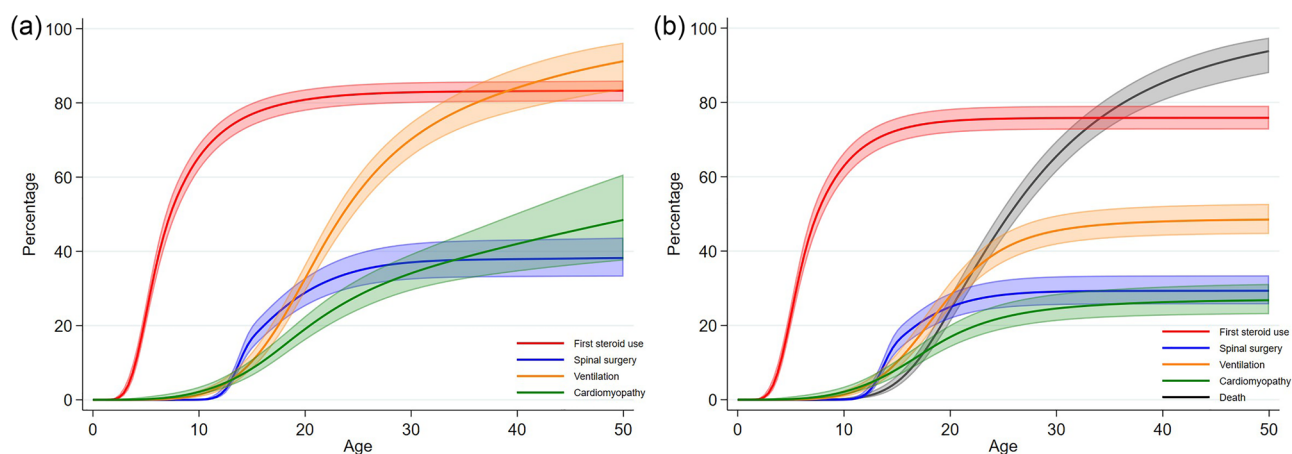 (a)
Percentage
100
80
60
40
20
0
0 10 20 30 40 50
Age
First steroid use
Spinal surgery
Ventilation
Cardiomyopathy
(b)
Percentage
100
80
60
40
20
0
0 10 20 30 40 50
Age
First steroid use
Spinal surgery
Ventilation
Cardiomyopathy
Death